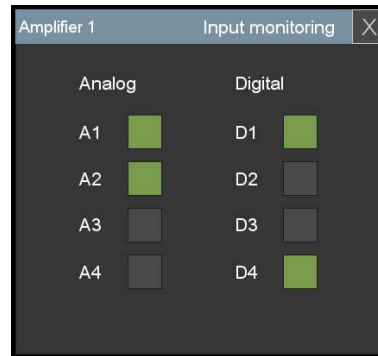 Amplifier 1 Input monitoring X
Analog Digital
A1 D1
A2 D2
A3 D3
A4 D4